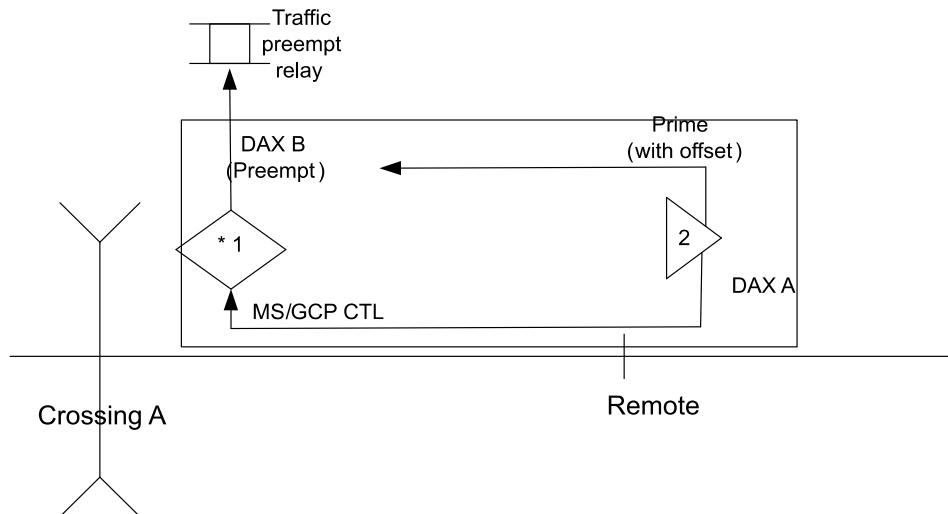 Traffic
preempt
relay
DAX B
(Preempt)
Prime
(with offset)
* 1
2
DAX A
MS/GCP CTL
Crossing A
Remote